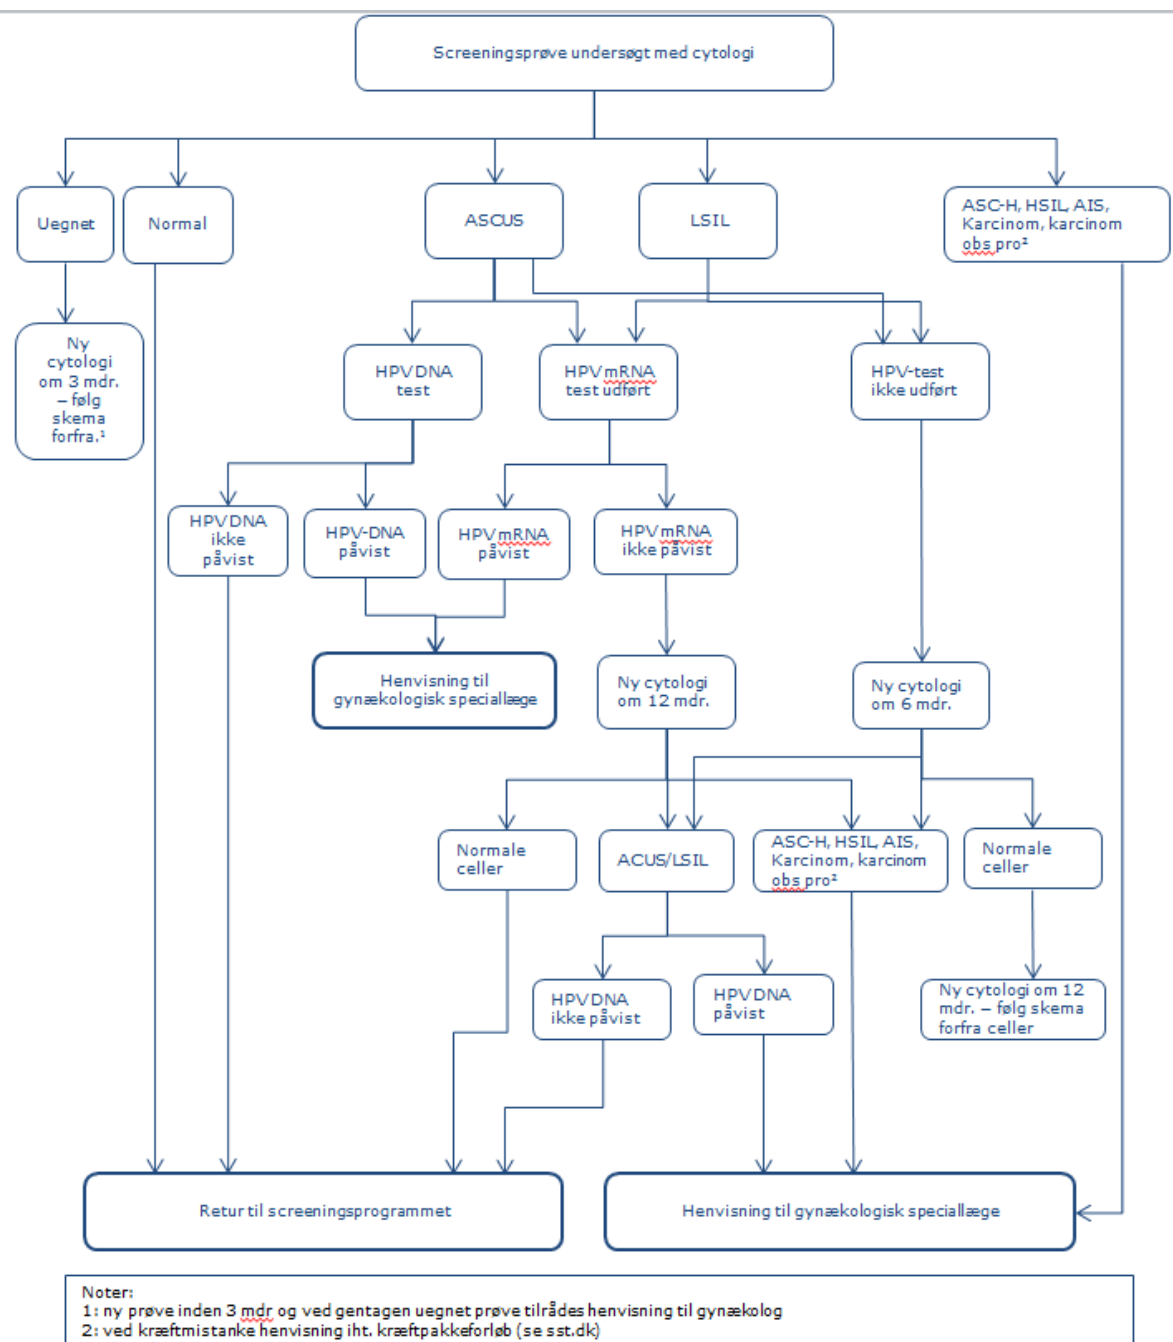 Screeningsprøve undersøgt med cytologi
Uegnet
Normal
ASCUS
LSIL
ASC-H, HSIL, AIS,
Karcinom, karcinom
obs pro²
Ny
cytologi
om 3 mdr.
– følg
skema
forfra.¹
HPV DNA
test
HPV mRNA
test udført
HPV-test
ikke udført
HPV DNA
ikke
påvist
HPV-DNA
påvist
HPV mRNA
påvist
HPV mRNA
ikke påvist
Henvisning til
gynækologisk speciallæge
Ny cytologi
om 12 mdr.
Ny cytologi
om 6 mdr.
Normale
celler
ACUS/LSIL
ASC-H, HSIL, AIS,
Karcinom, karcinom
obs pro²
Normale
celler
HPV DNA
ikke påvist
HPV DNA
påvist
Ny cytologi om 12
mdr. – følg skema
forfra celler
Retur til screeningsprogrammet
Henvisning til gynækologisk speciallæge
Noter:
1: ny prøve inden 3 mdr og ved gentagen uegnet prøve tilrådes henvisning til gynækolog
2: ved kræftmistanke henvisning iht. kræftpakkeforløb (se sst.dk)